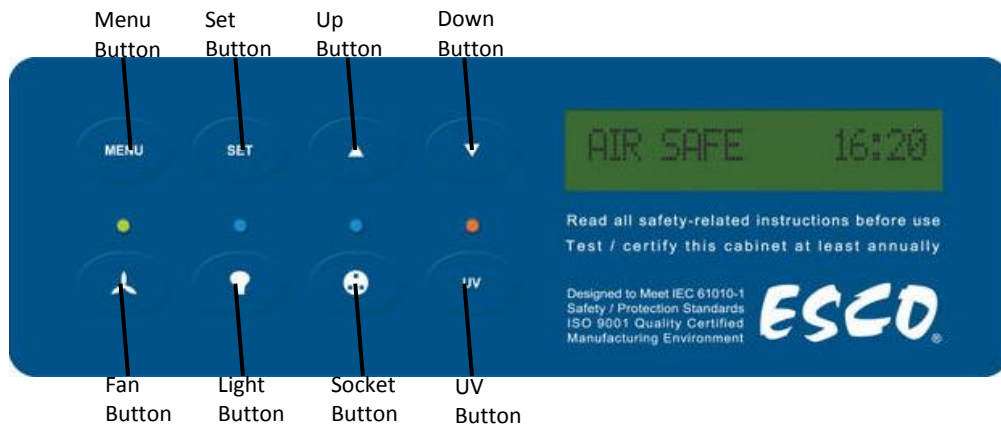 Menu Button
Set Button
Up Button
Down Button
MENU
SET
AIR SAFE 16:20
Read all safety-related instructions before use
Test / certify this cabinet at least annually
UV
Designed to Meet IEC 61010-1
Safety / Protection Standards
ISO 9001 Quality Certified
Manufacturing Environment
ESCO®
Fan Button
Light Button
Socket Button
UV Button